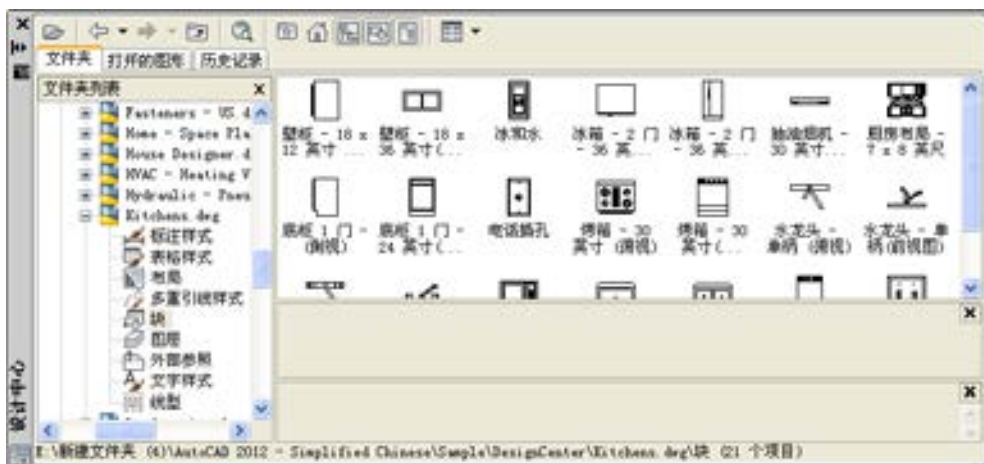 文件夹 打开的图形 历史记录
文件夹列表
Fasteners - US.d
Home - Space Pla
House Designer.d
HVAC - Heating V
Hydraulic - Pneu
Kitchens.dwg
标注样式
表格样式
布局
多重引线样式
块
图层
外部参照
文字样式
线型
壁柜 - 18 x 12 英寸 ...
壁柜 - 18 x 36 英寸(...
冰和水
冰箱 - 2 门 - 36 英...
冰箱 - 2 门 - 36 英...
抽油烟机 - 30 英寸...
厨房布局 - 7 x 8 英尺
底柜 1 门 - (侧视)
底柜 1 门 - 24 英寸(...
电话插孔
烤箱 - 30 英寸 (俯视)
烤箱 - 30 英寸(...
水龙头 - 单柄 (俯视)
水龙头 - 单柄(前视图)
设计中心
E:\新建文件夹 (4)\AutoCAD 2012 - Simplified Chinese\Sample\DesignCenter\Kitchens.dwg\块 (21 个项目)